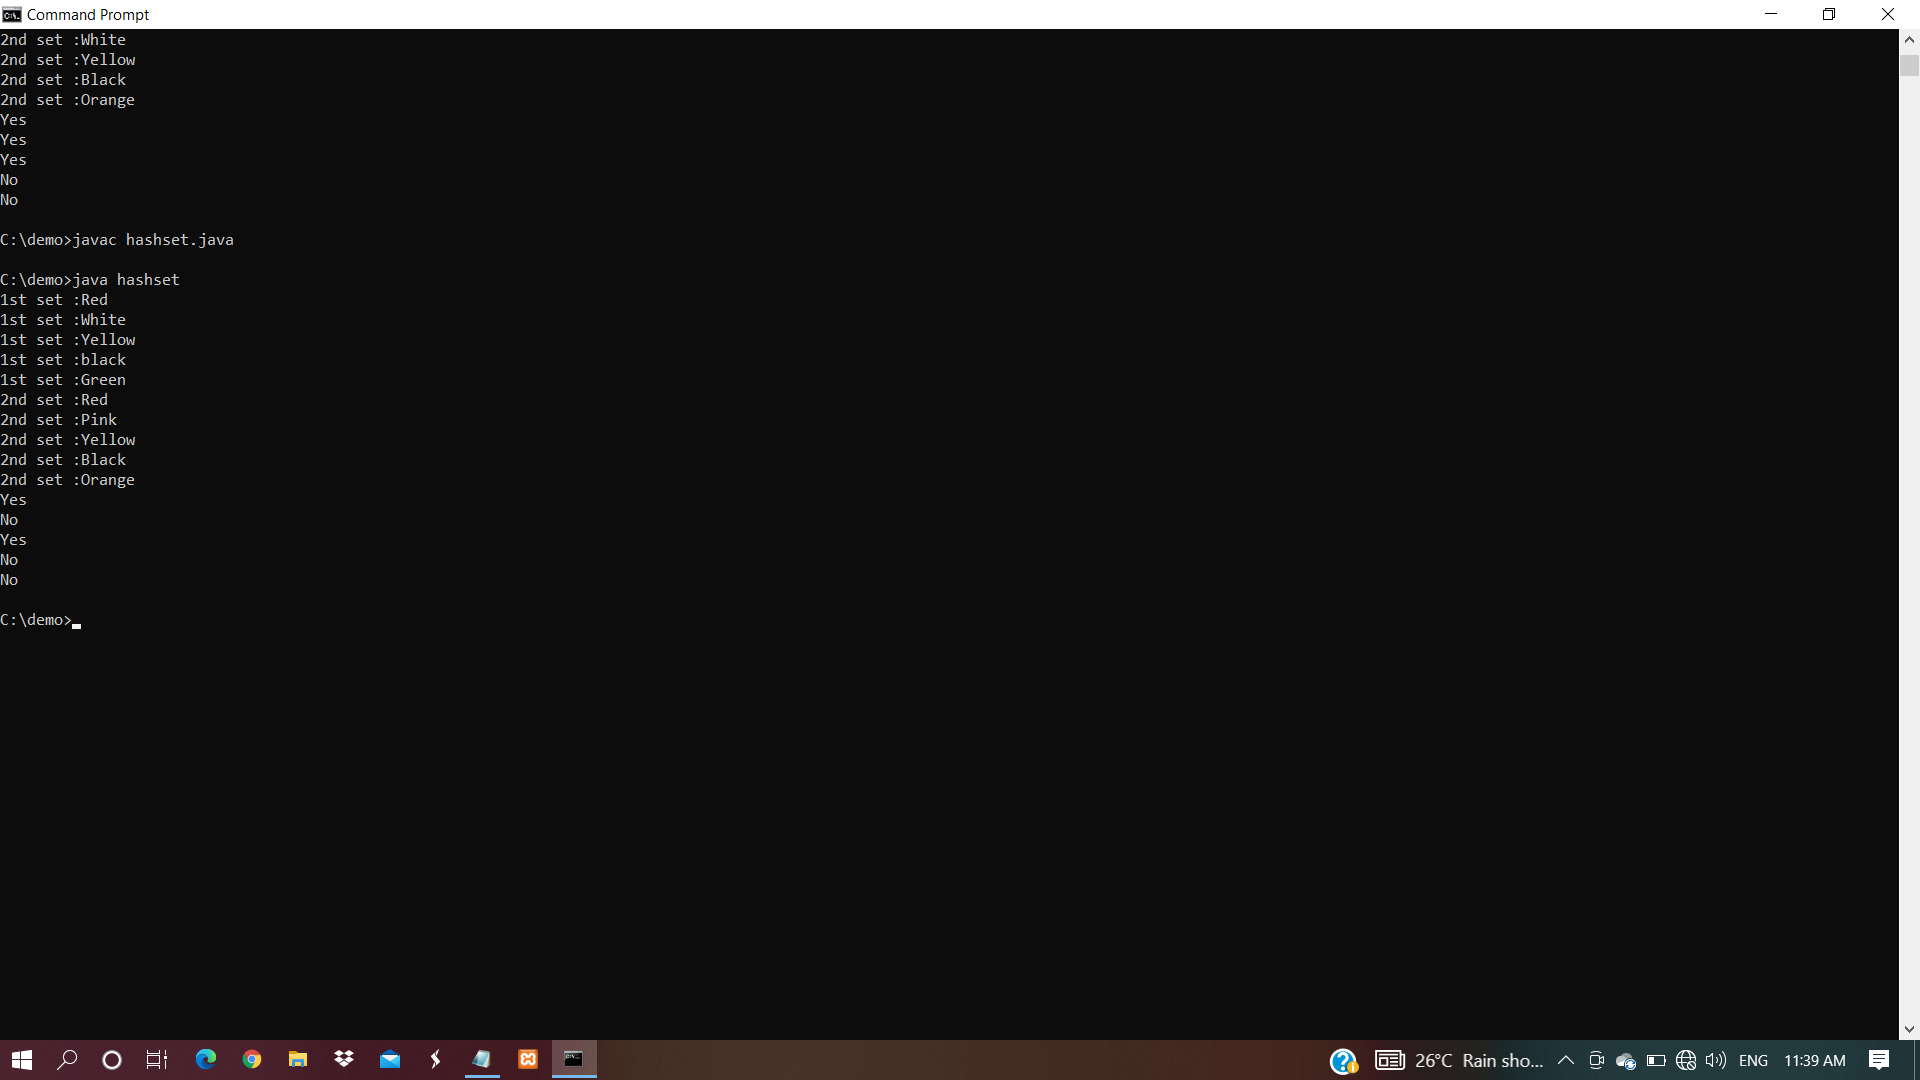 Command Prompt
2nd set :White
2nd set :Yellow
2nd set :Black
2nd set :Orange
Yes
Yes
Yes
No
No
C:\demo>javac hashset.java
C:\demo>java hashset
1st set :Red
1st set :White
1st set :Yellow
1st set :black
1st set :Green
2nd set :Red
2nd set :Pink
2nd set :Yellow
2nd set :Black
2nd set :Orange
Yes
No
Yes
No
No
C:\demo>
26°C Rain sho... ENG 11:39 AM